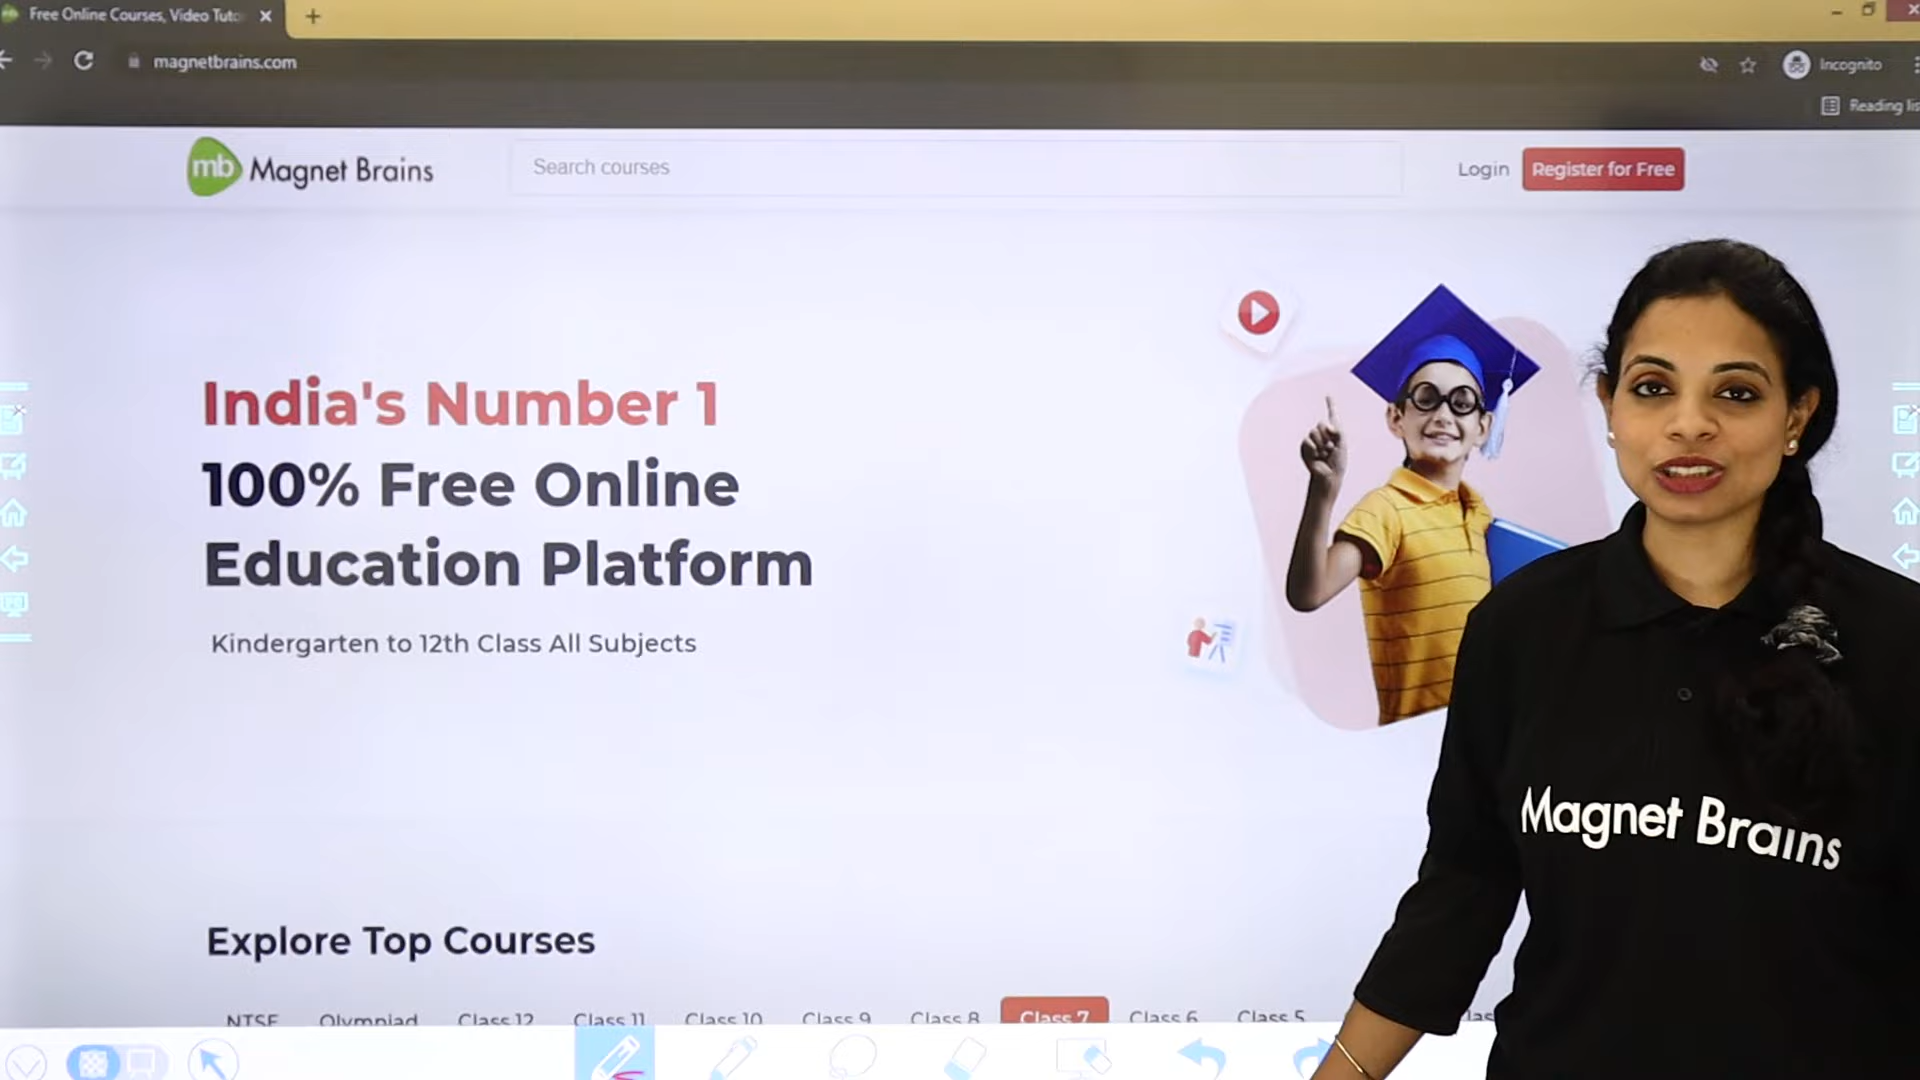 Free Online Courses, Video Tuto
magnetbrains.com
Incognito
Reading lis
mb Magnet Brains
Search courses
Login
Register for Free
India's Number 1
100% Free Online
Education Platform
Kindergarten to 12th Class All Subjects
Magnet Brains
Explore Top Courses
NTSE Olympiad Class 12 Class 11 Class 10 Class 9 Class 8 Class 7 Class 6 Class 5